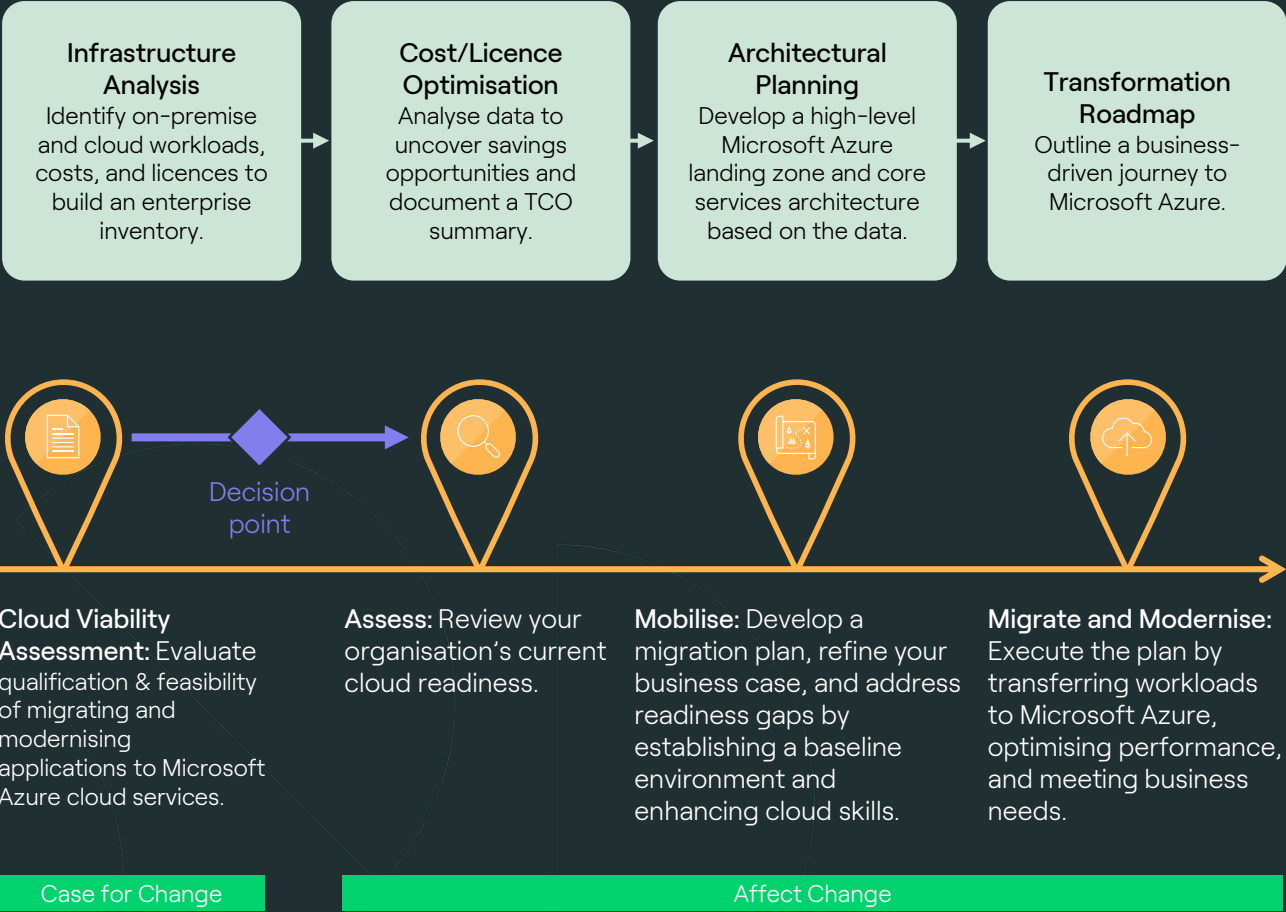 Infrastructure
Analysis
Identify on-premise
and cloud workloads,
costs, and licences to
build an enterprise
inventory.
Cost/Licence
Optimisation
Analyse data to
uncover savings
opportunities and
document a TCO
summary.
Architectural
Planning
Develop a high-level
Microsoft Azure
landing zone and core
services architecture
based on the data.
Transformation
Roadmap
Outline a business-
driven journey to
Microsoft Azure.
Decision
point
Cloud Viability
Assessment: Evaluate
qualification & feasibility
of migrating and
modernising
applications to Microsoft
Azure cloud services.
Assess: Review your
organisation’s current
cloud readiness.
Mobilise: Develop a
migration plan, refine your
business case, and address
readiness gaps by
establishing a baseline
environment and
enhancing cloud skills.
Migrate and Modernise:
Execute the plan by
transferring workloads
to Microsoft Azure,
optimising performance,
and meeting business
needs.
Case for Change
Affect Change